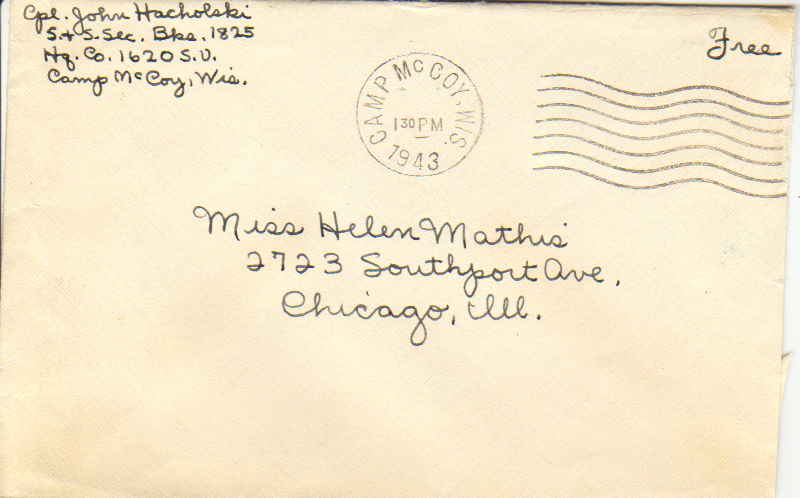 Cpl. John Hacholski
S. & S. Sec. Bks. 1825
Hq. Co. 1620 S.U.
Camp McCoy, Wis.
Free
CAMP McCOY, WIS.
1 30 PM
1943
Miss Helen Mathis
2723 Southport Ave.
Chicago, Ill.